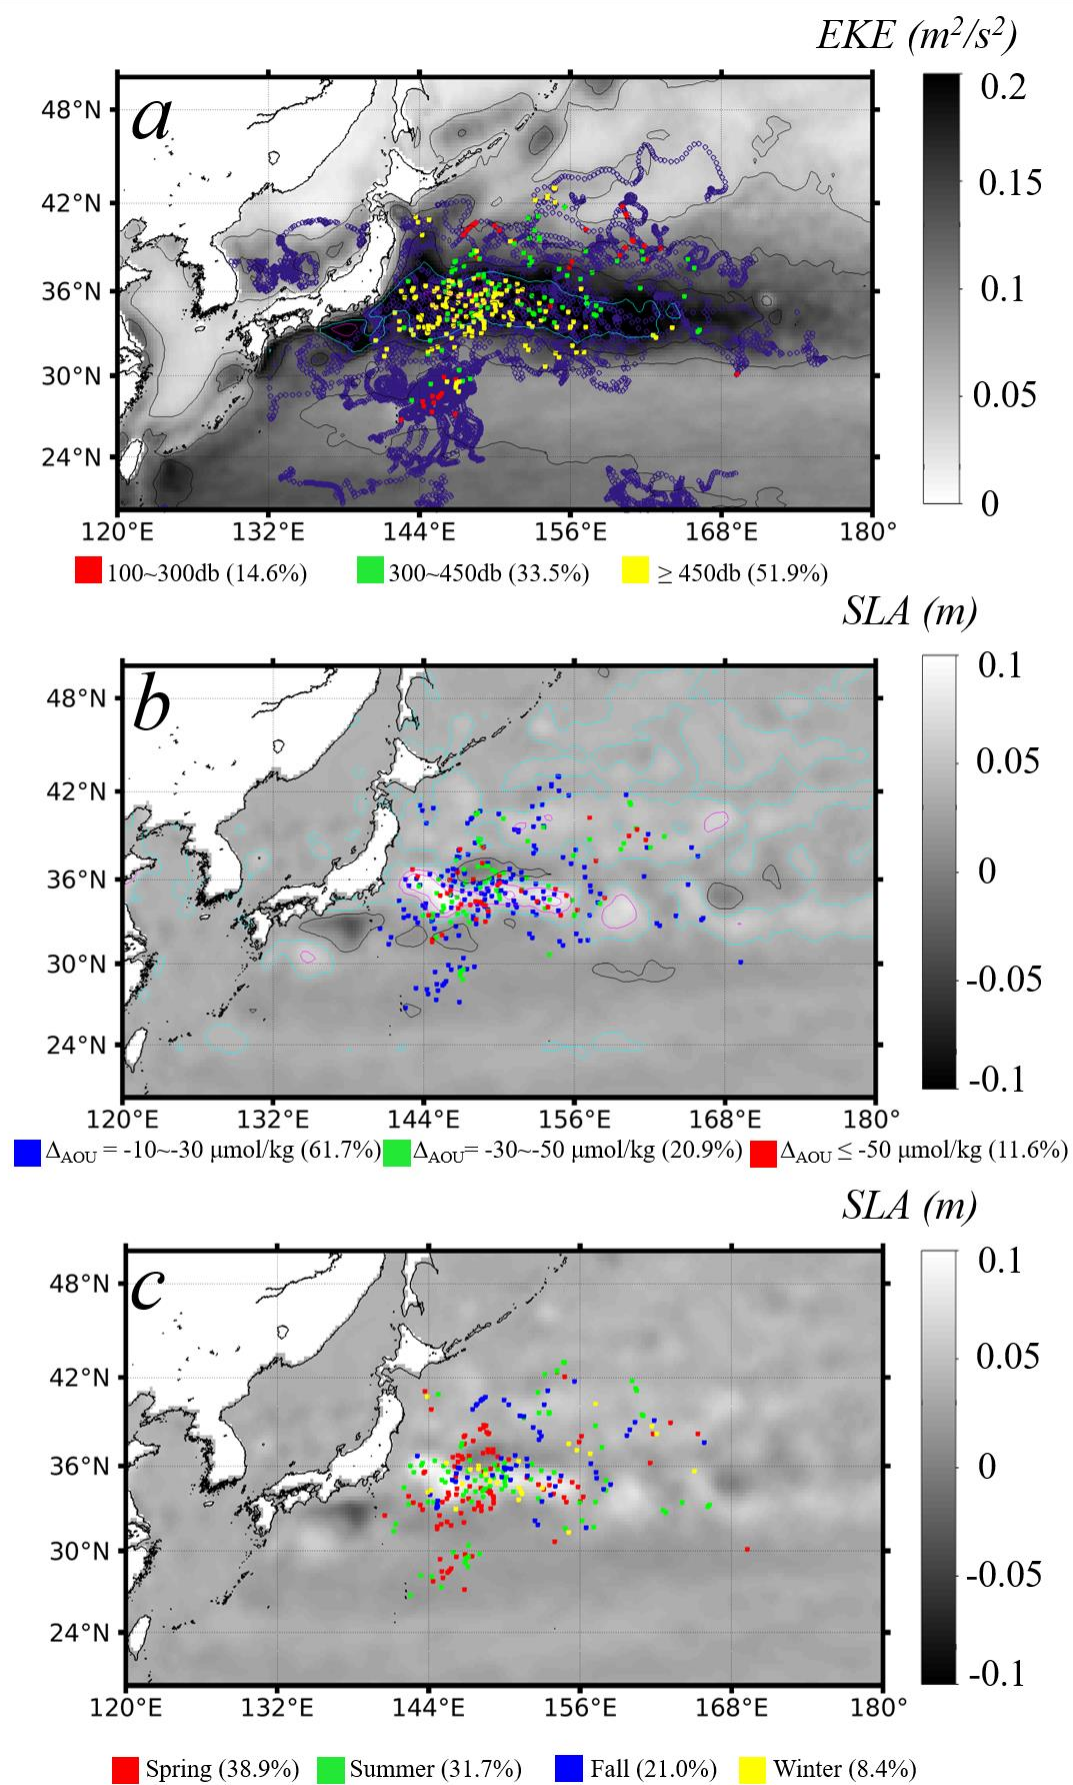 EKE (m²/s²)
a
48°N
42°N
36°N
30°N
24°N
120°E 132°E 144°E 156°E 168°E 180°
0.2
0.15
0.1
0.05
0
100~300db (14.6%) 300~450db (33.5%) ≥ 450db (51.9%)
SLA (m)
b
48°N
42°N
36°N
30°N
24°N
120°E 132°E 144°E 156°E 168°E 180°
0.1
0.05
0
-0.05
-0.1
Δ_AOU = -10~-30 μmol/kg (61.7%) Δ_AOU= -30~-50 μmol/kg (20.9%) Δ_AOU ≤ -50 μmol/kg (11.6%)
SLA (m)
c
48°N
42°N
36°N
30°N
24°N
120°E 132°E 144°E 156°E 168°E 180°
0.1
0.05
0
-0.05
-0.1
Spring (38.9%) Summer (31.7%) Fall (21.0%) Winter (8.4%)